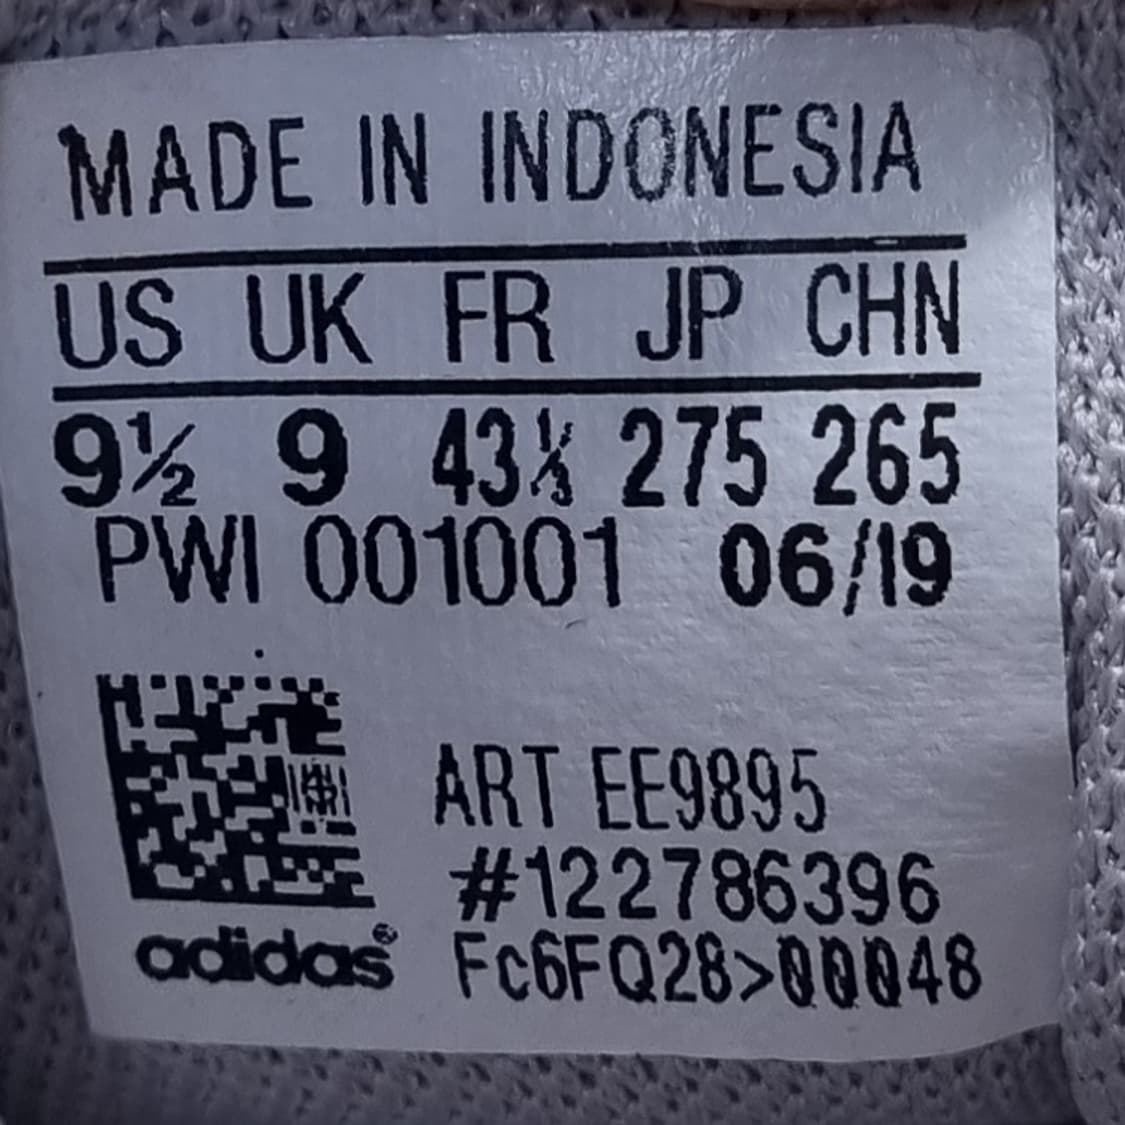 MADE IN INDONESIA
US UK FR JP CHN
9½ 9 43⅓ 275 265
PWI 001001 06/19
ART EE9895
#122786396
adidas® Fc6FQ28>00048